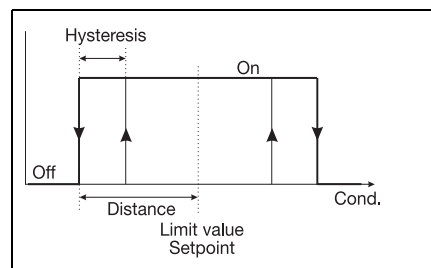 Hysteresis
On
Off
Distance
Cond.
Limit value
Setpoint